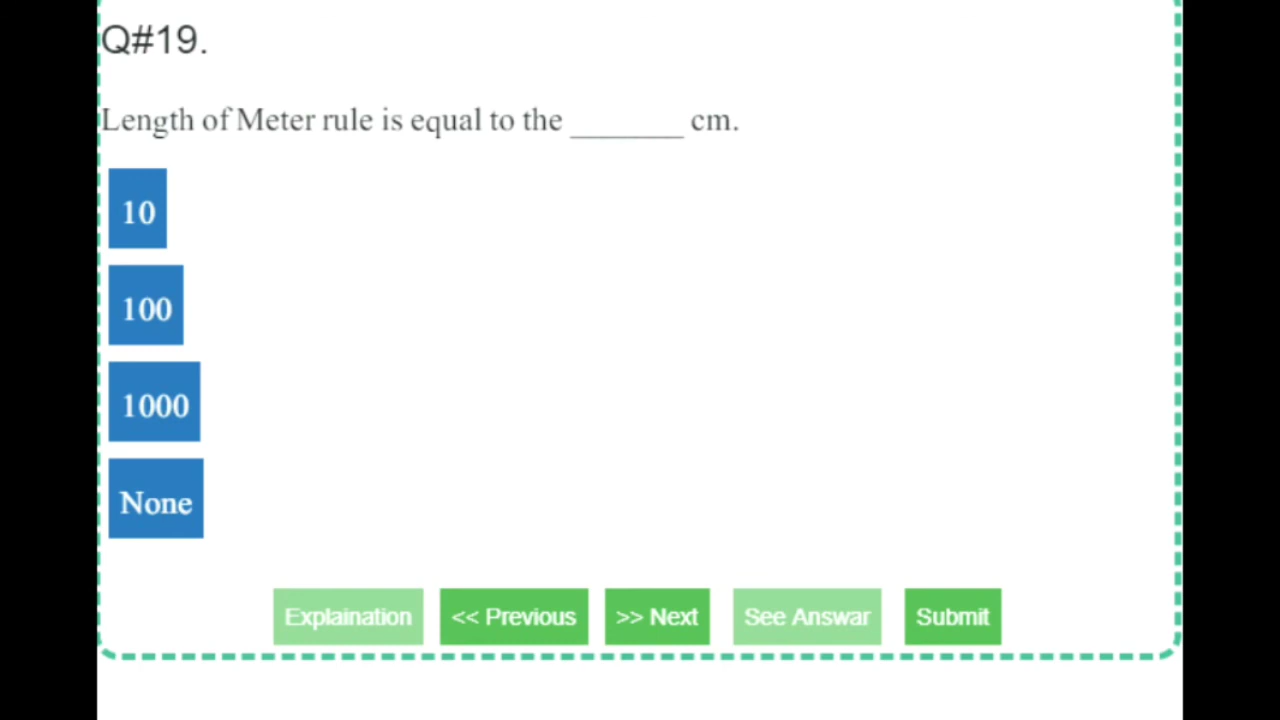 Q#19.
Length of Meter rule is equal to the _______ cm.
10
100
1000
None
Explaination << Previous >> Next See Answar Submit